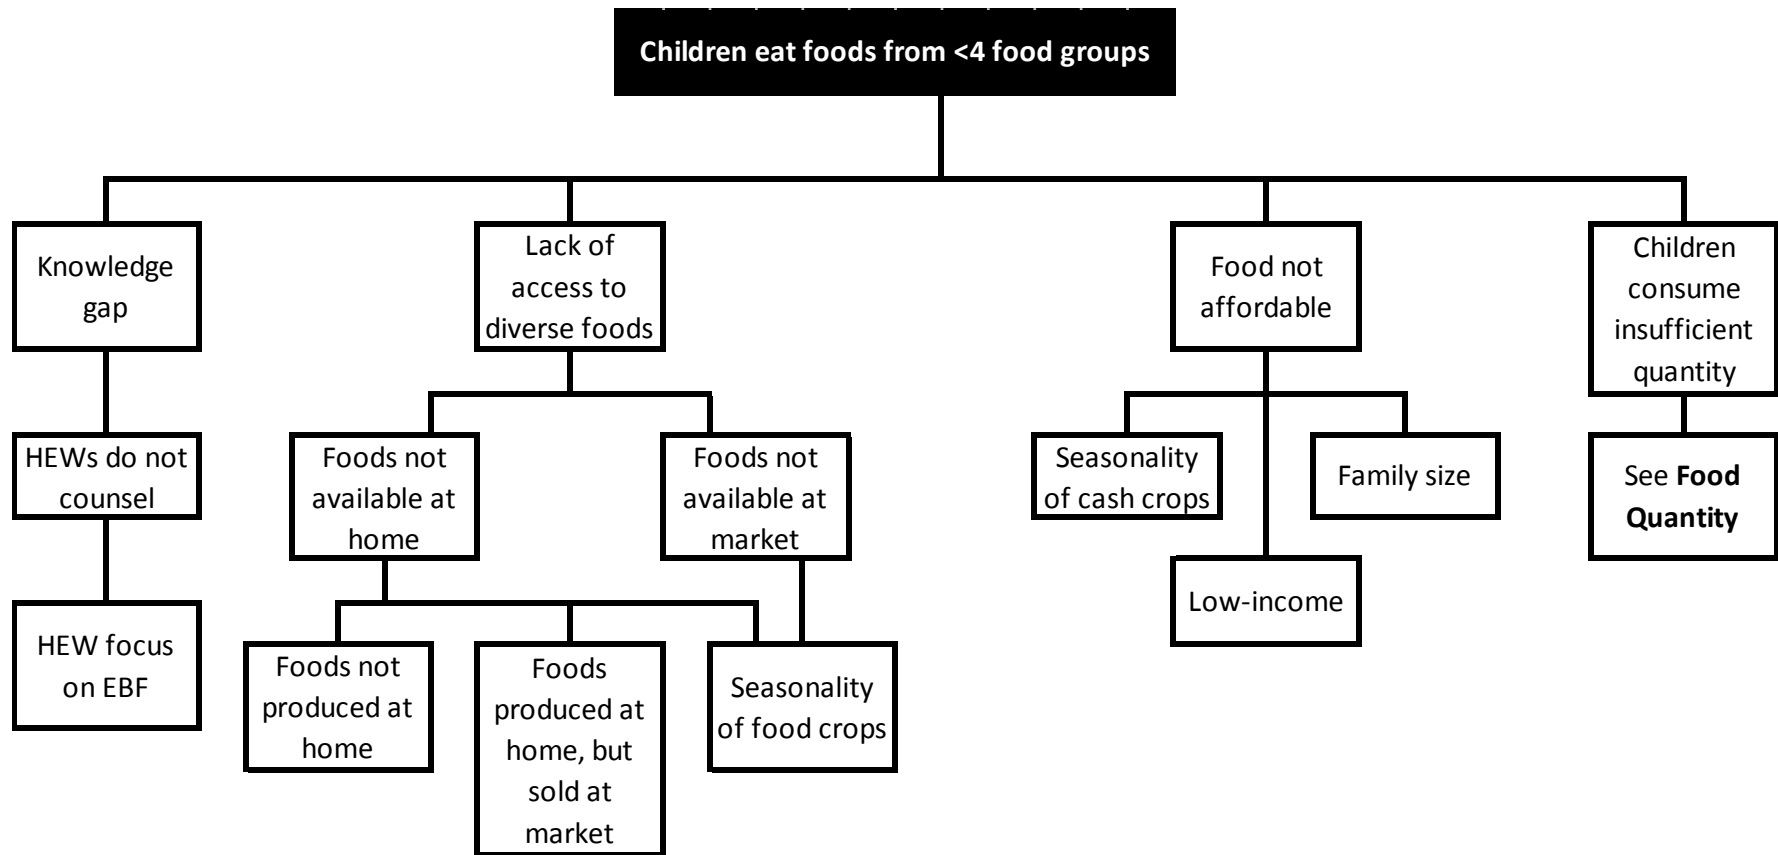 Children eat foods from <4 food groups
Knowledge
gap
Lack of
access to
diverse foods
Food not
affordable
Children
consume
insufficient
quantity
HEWs do not
counsel
Foods not
available at
home
Foods not
available at
market
Seasonality
of cash crops
Family size
See Food
Quantity
Low-income
HEW focus
on EBF
Foods not
produced at
home
Foods
produced at
home, but
sold at
market
Seasonality
of food crops